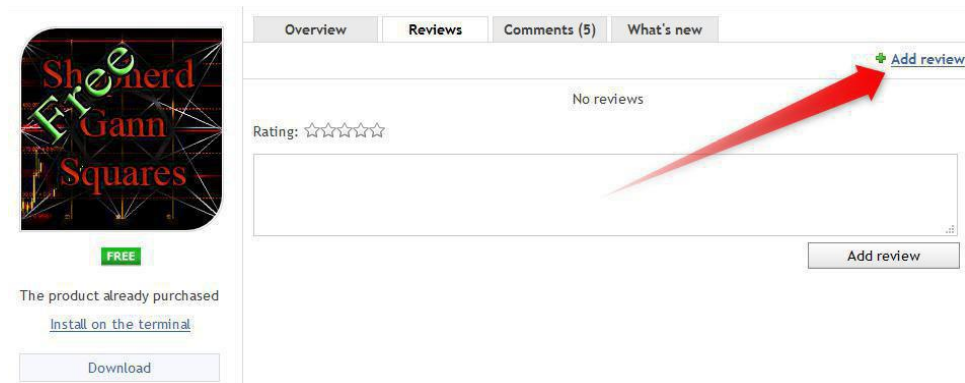 Overview Reviews Comments (5) What's new
Add review
No reviews
Rating:
Add review
Free
Shepherd
Gann
Squares
FREE
The product already purchased
Install on the terminal
Download